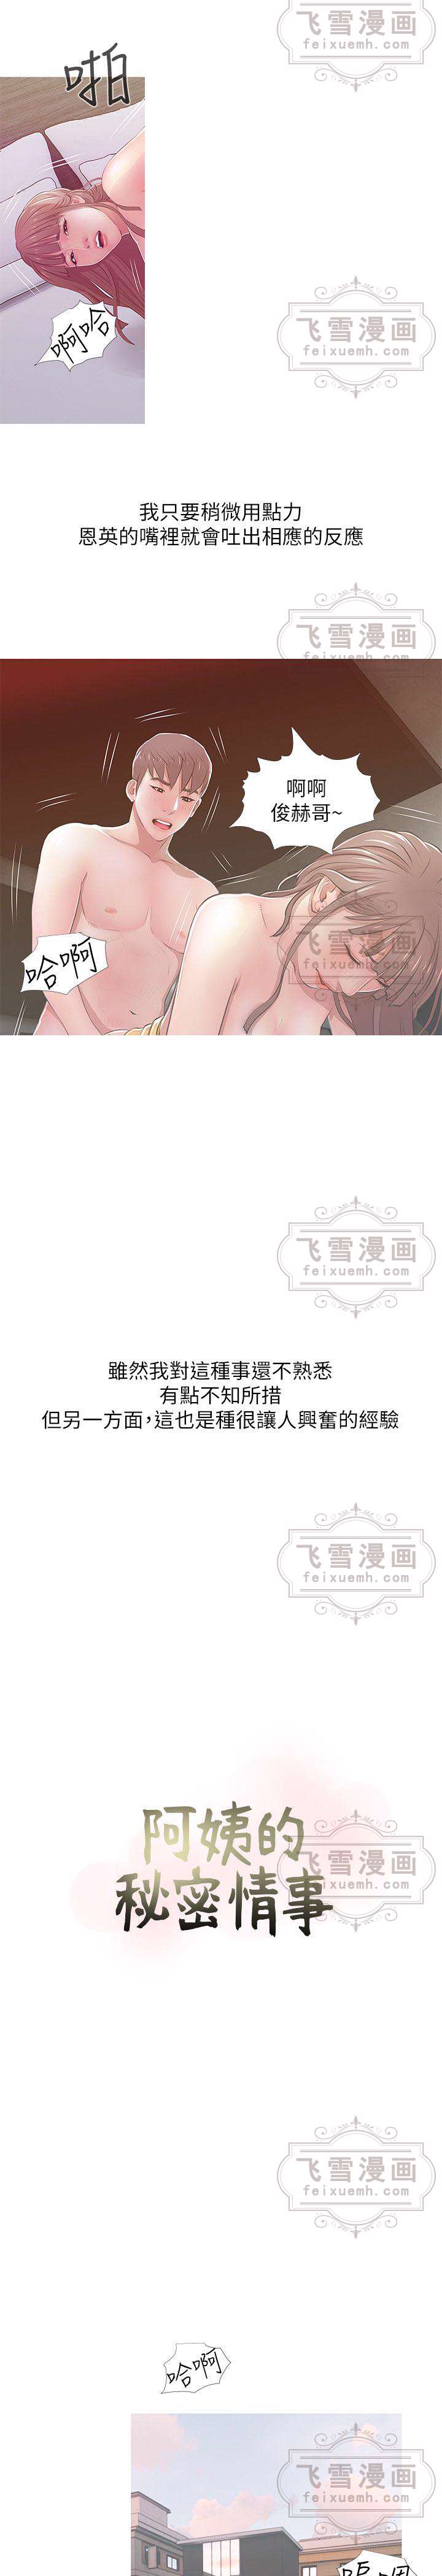 飞雪漫画
feixuemh.com
啪
飞雪漫画
feixuemh.com
啊哈
我只要稍微用點力
恩英的嘴裡就會吐出相應的反應
飞雪漫画
feixuemh.com
啊啊
俊赫哥~
飞雪漫画
feixuemh.com
哈啊
飞雪漫画
feixuemh.com
雖然我對這種事還不熟悉
有點不知所措
但另一方面,這也是種很讓人興奮的經驗
飞雪漫画
feixuemh.com
阿姨的
秘密情事
飞雪漫画
feixuemh.com
飞雪漫画
feixuemh.com
哈啊
飞雪漫画
feixuemh.com